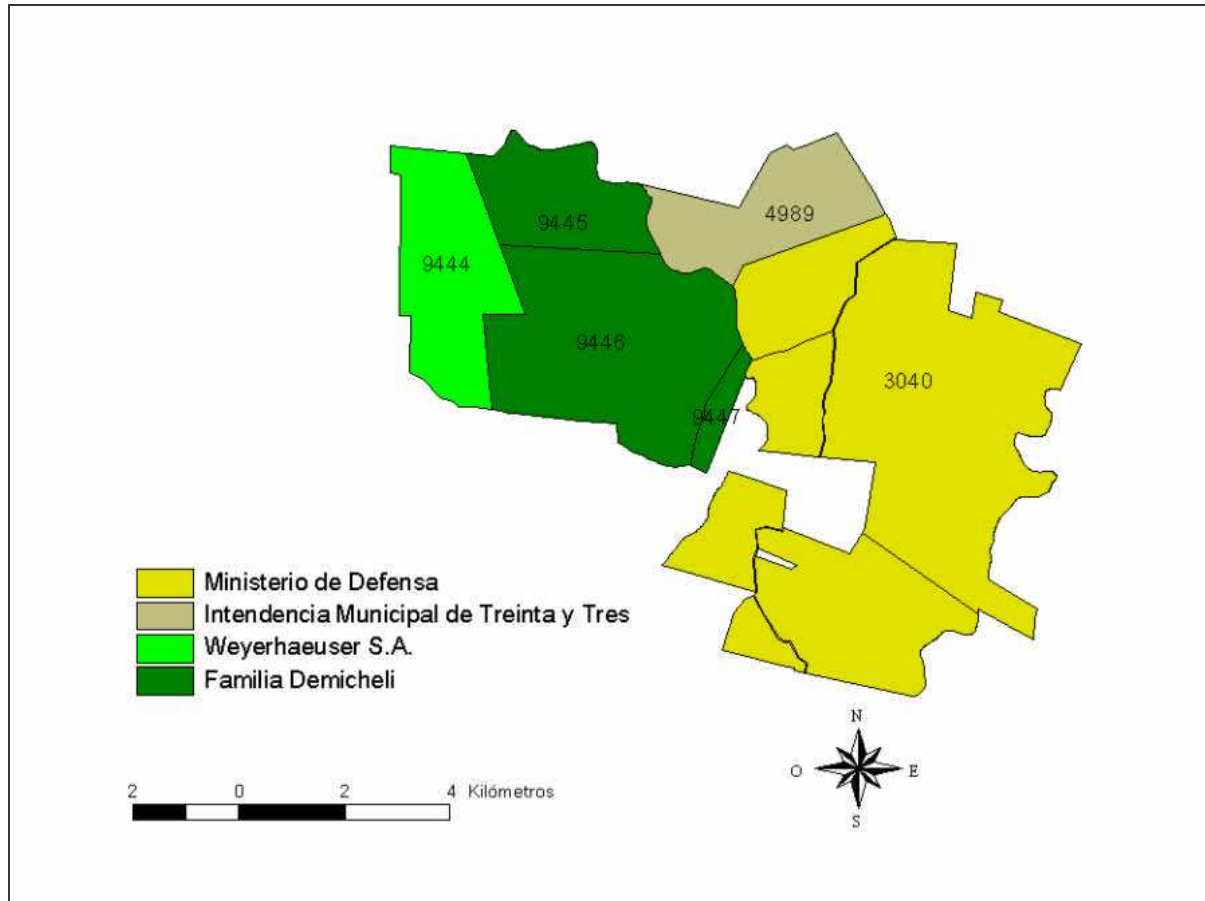 4989
9445
9444
9446
3040
9447
Ministerio de Defensa
Intendencia Municipal de Treinta y Tres
Weyerhaeuser S.A.
Familia Demicheli
N
O E
S
2 0 2 4 Kilómetros